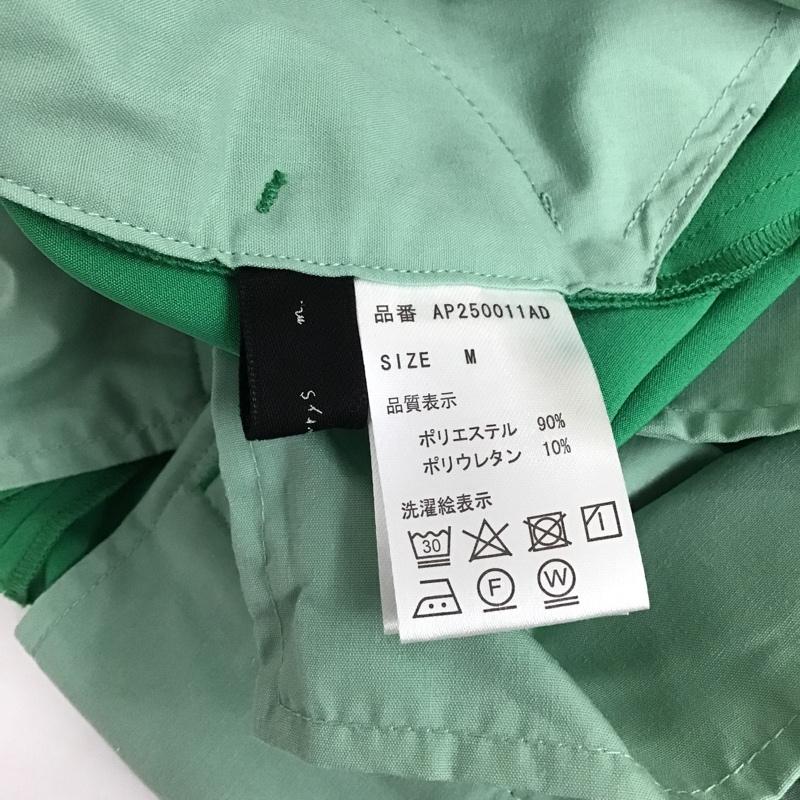 品番 AP250011AD
SIZE M
品質表示
ポリエステル 90%
ポリウレタン 10%
洗濯絵表示
30
F W
m.